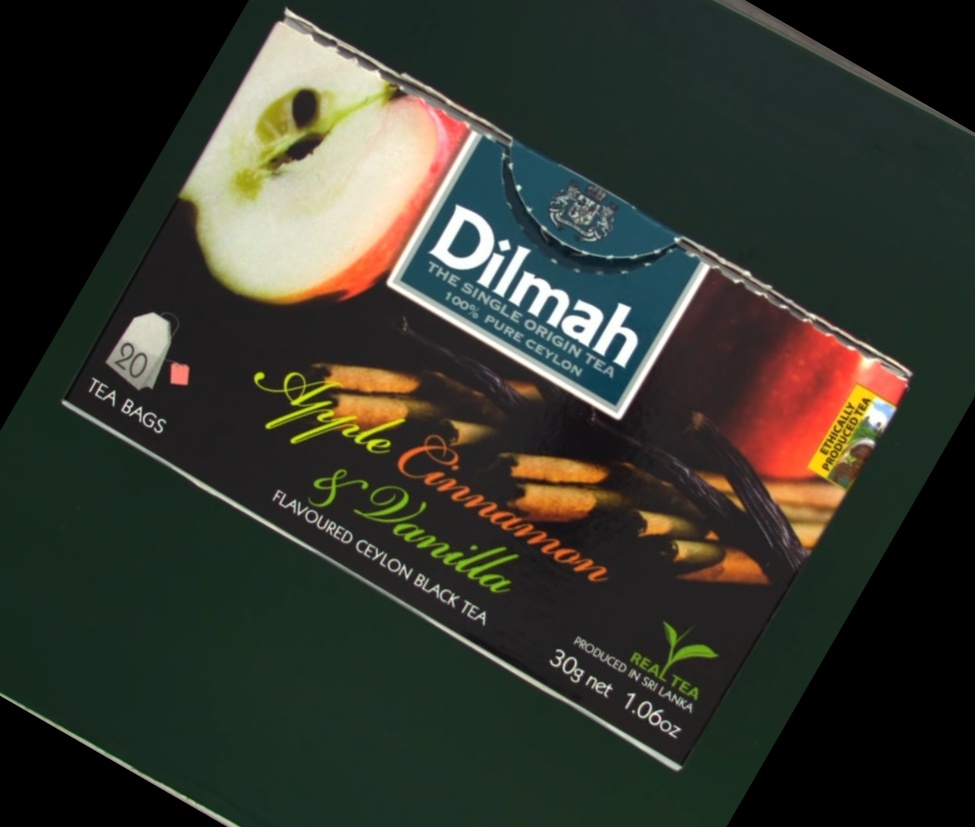 Dilmah
THE SINGLE ORIGIN TEA
100% PURE CEYLON
20
TEA BAGS
Apple Cinnamon
& Vanilla
FLAVOURED CEYLON BLACK TEA
ETHICALLY
PRODUCED TEA
REAL TEA
PRODUCED IN SRI LANKA
30g net 1.06oz